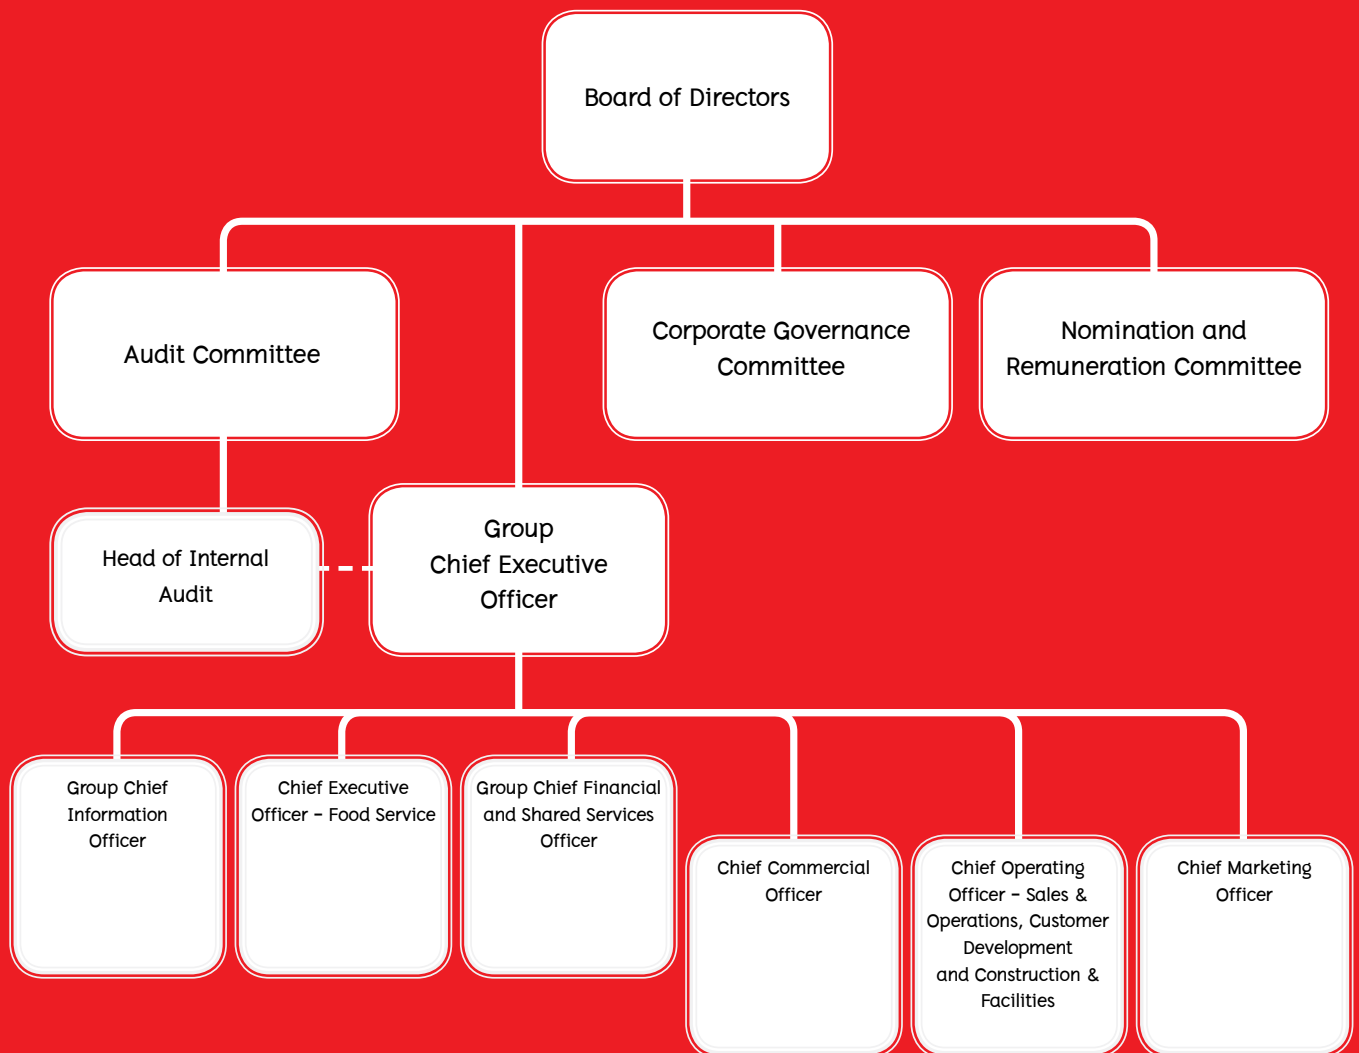 Board of Directors
Audit Committee
Corporate Governance
Committee
Nomination and
Remuneration Committee
Head of Internal
Audit
Group
Chief Executive
Officer
Group Chief
Information
Officer
Chief Executive
Officer – Food Service
Group Chief Financial
and Shared Services
Officer
Chief Commercial
Officer
Chief Operating
Officer – Sales &
Operations, Customer
Development
and Construction &
Facilities
Chief Marketing
Officer